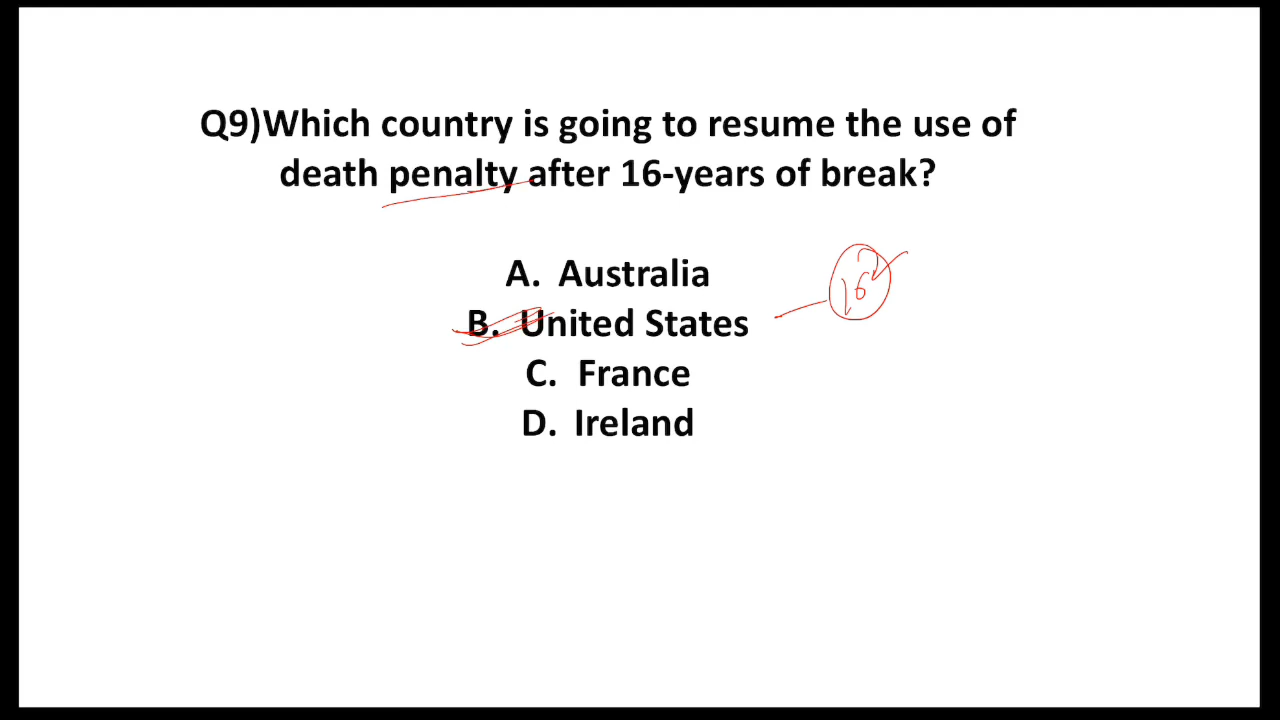 Q9)Which country is going to resume the use of
death penalty after 16-years of break?
A. Australia
16
B. United States
C. France
D. Ireland